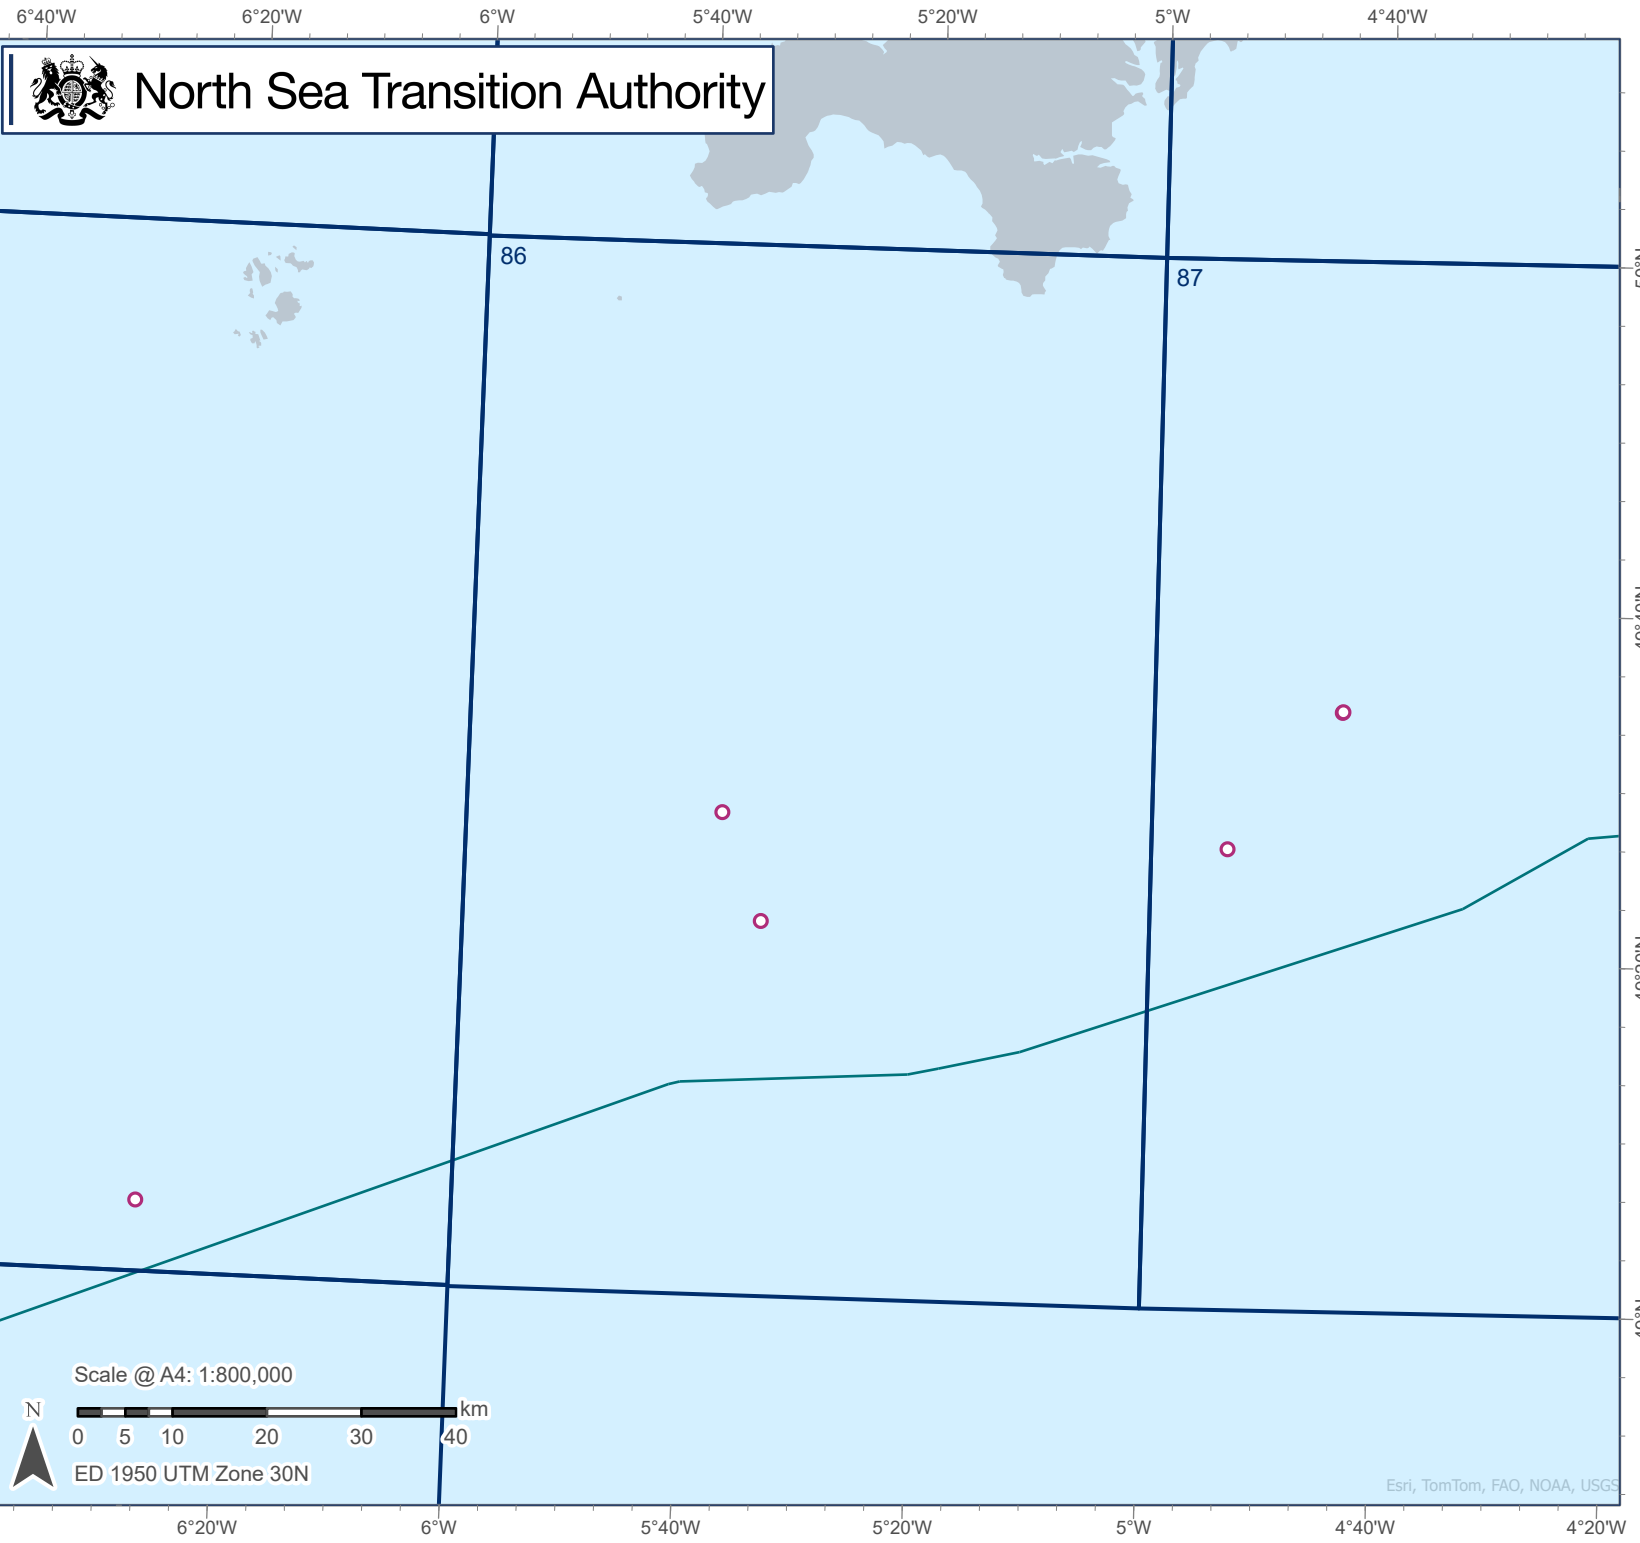 6°40'W 6°20'W 6°W 5°40'W 5°20'W 5°W 4°40'W
North Sea Transition Authority
86
87
Scale @ A4: 1:800,000
N
km
0 5 10 20 30 40
ED 1950 UTM Zone 30N
Esri, TomTom, FAO, NOAA, USGS
6°20'W 6°W 5°40'W 5°20'W 5°W 4°40'W 4°20'W